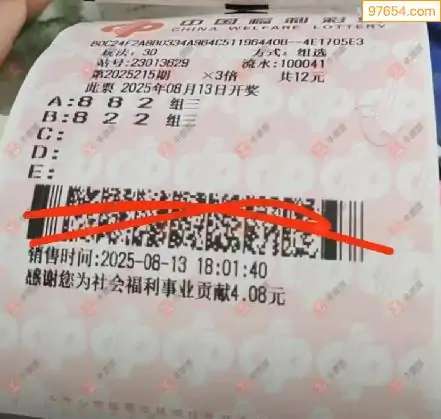 97654.com
中国福利彩
CHINA WELFARE LOTTERY
玩法：3D 方式：组选
站号：23013629 流水：100041
第2025215期 ×3倍 共12元
此票 2025年08月13日开奖
A：8 8 2 组三
B：8 2 2 组三
C：
D：
E：
销售时间：2025-08-13 18:01:40
感谢您为社会福利事业贡献4.08元